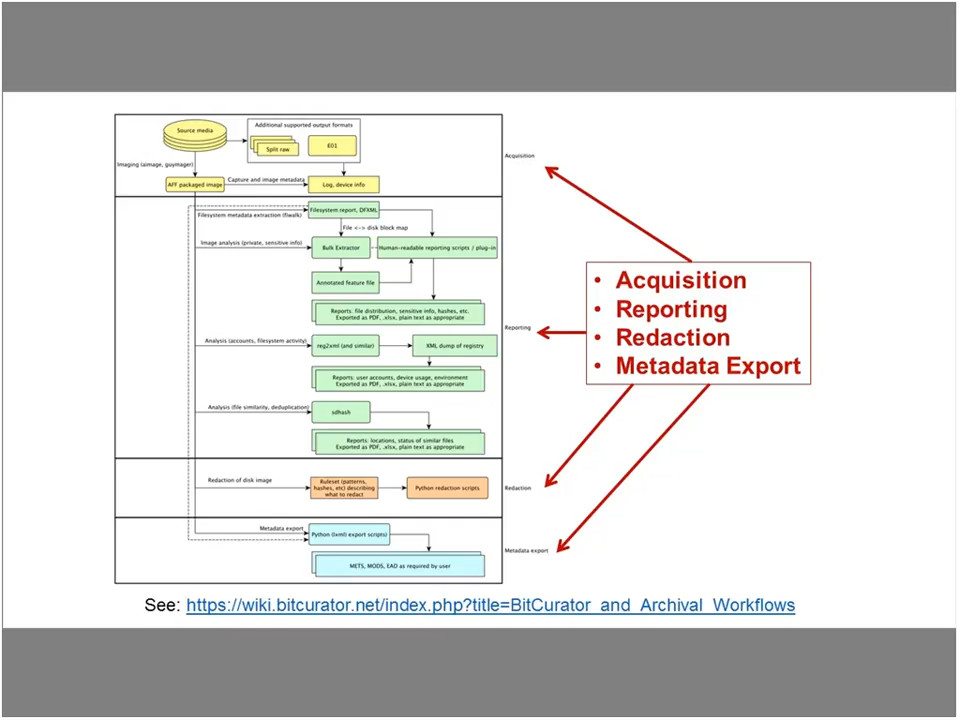 Source media
Additional supported output formats
Split raw
E01
Imaging (aimage, guymager)
AFF packaged image
Capture and image metadata
Log, device info
Acquisition
Filesystem metadata extraction (fiwalk)
Filesystem report, DFXML
File <-> disk block map
Image analysis (private, sensitive info)
Bulk Extractor
Human-readable reporting scripts / plug-in
Annotated feature file
Reports: file distribution, sensitive info, hashes, etc.
Exported as PDF, .xlsx, plain text as appropriate
Reporting
Analysis (accounts, filesystem activity)
reg2xml (and similar)
XML dump of registry
Reports: user accounts, device usage, environment
Exported as PDF, .xlsx, plain text as appropriate
Analysis (file similarity, deduplication)
sdhash
Reports: locations, status of similar files
Exported as PDF, .xlsx, plain text as appropriate
Redaction of disk image
Ruleset (patterns,
hashes, etc) describing
what to redact
Python redaction scripts
Redaction
Metadata export
Python (lxml) export scripts)
METS, MODS, EAD as required by user
Metadata export
• Acquisition
• Reporting
• Redaction
• Metadata Export
See: https://wiki.bitcurator.net/index.php?title=BitCurator_and_Archival_Workflows